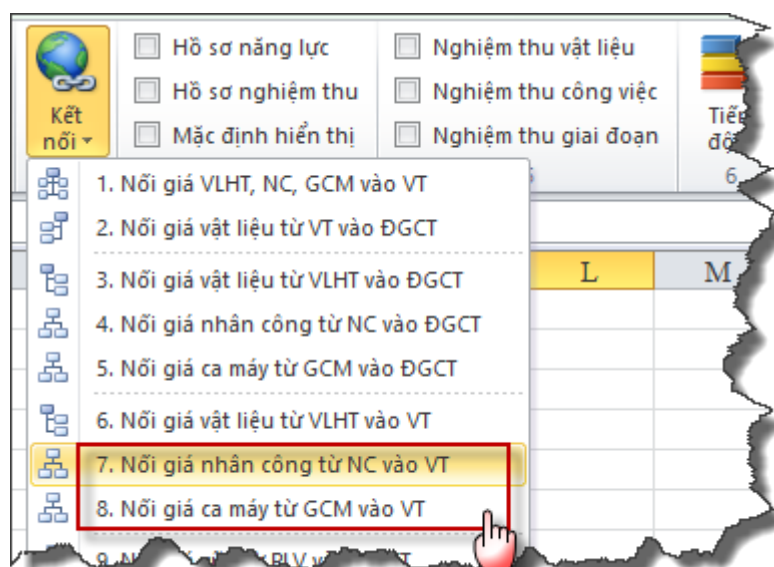 Hồ sơ năng lực
Nghiệm thu vật liệu
Hồ sơ nghiệm thu
Nghiệm thu công việc
Mặc định hiển thị
Nghiệm thu giai đoạn
Kết
nối
6
1. Nối giá VLHT, NC, GCM vào VT
2. Nối giá vật liệu từ VT vào ĐGCT
3. Nối giá vật liệu từ VLHT vào ĐGCT
L
M
4. Nối giá nhân công từ NC vào ĐGCT
5. Nối giá ca máy từ GCM vào ĐGCT
6. Nối giá vật liệu từ VLHT vào VT
7. Nối giá nhân công từ NC vào VT
8. Nối giá ca máy từ GCM vào VT